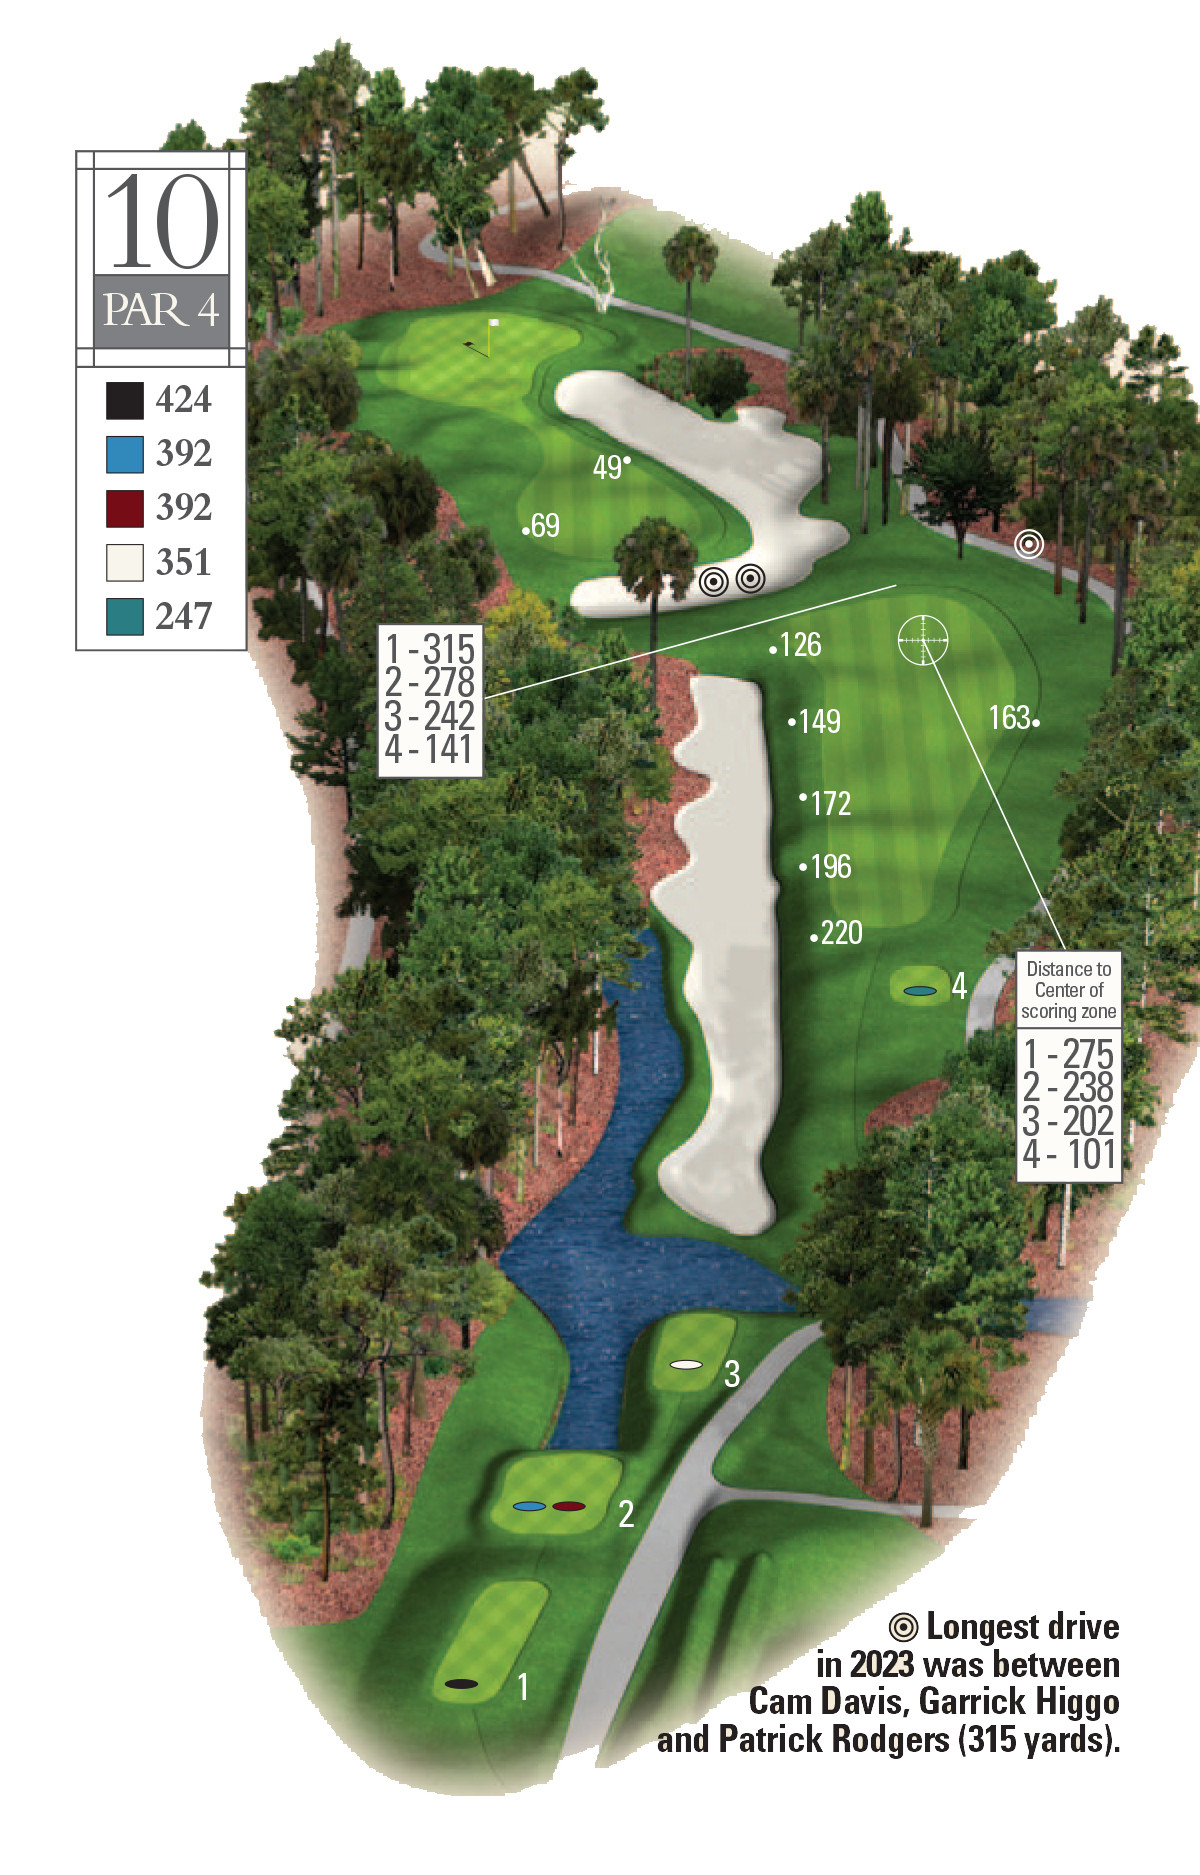 10
PAR 4
424
392
392
351
247
49
69
1 - 315
2 - 278
3 - 242
4 - 141
126
149
163
172
196
220
4
Distance to
Center of
scoring zone
1 - 275
2 - 238
3 - 202
4 - 101
3
2
1
Longest drive
in 2023 was between
Cam Davis, Garrick Higgo
and Patrick Rodgers (315 yards).